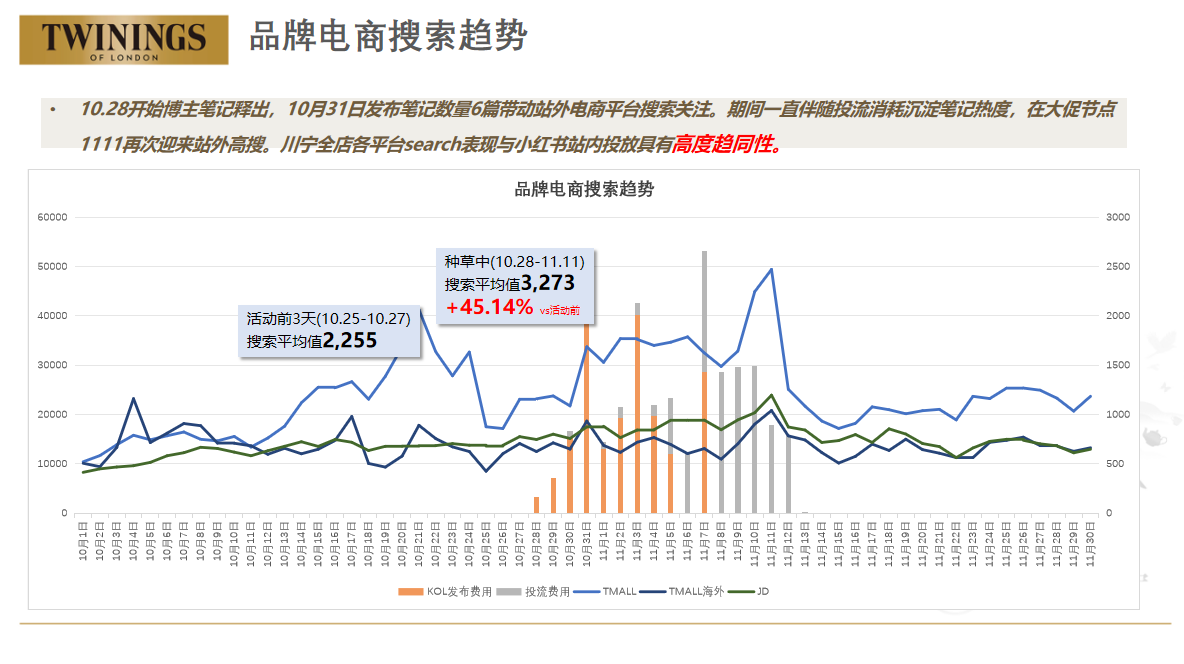 TWININGS
OF LONDON
品牌电商搜索趋势
• 10.28开始博主笔记释出，10月31日发布笔记数量6篇带动站外电商平台搜索关注。期间一直伴随投流消耗沉淀笔记热度，在大促节点
1111再次迎来站外高搜。川宁全店各平台search表现与小红书站内投放具有高度趋同性。
品牌电商搜索趋势
60000
50000
40000
30000
20000
10000
0
3000
2500
2000
1500
1000
500
0
活动前3天(10.25-10.27)
搜索平均值2,255
种草中(10.28-11.11)
搜索平均值3,273
+45.14% vs活动前
10月1日
10月2日
10月3日
10月4日
10月5日
10月6日
10月7日
10月8日
10月9日
10月10日
10月11日
10月12日
10月13日
10月14日
10月15日
10月16日
10月17日
10月18日
10月19日
10月20日
10月21日
10月22日
10月23日
10月24日
10月25日
10月26日
10月27日
10月28日
10月29日
10月30日
10月31日
11月1日
11月2日
11月3日
11月4日
11月5日
11月6日
11月7日
11月8日
11月9日
11月10日
11月11日
11月12日
11月13日
11月14日
11月15日
11月16日
11月17日
11月18日
11月19日
11月20日
11月21日
11月22日
11月23日
11月24日
11月25日
11月26日
11月27日
11月28日
11月29日
11月30日
KOL发布费用
投流费用
TMALL
TMALL海外
JD